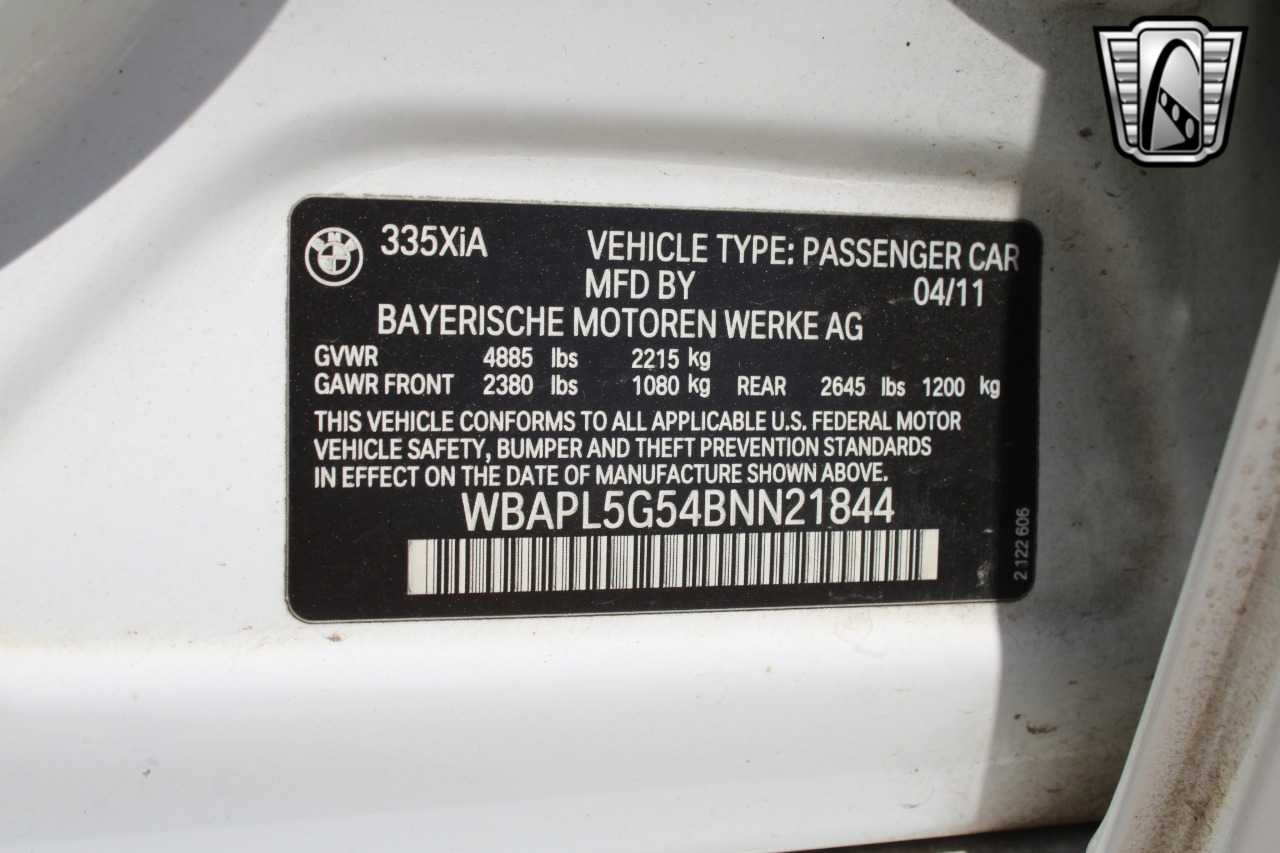 BMW
335XiA VEHICLE TYPE: PASSENGER CAR
MFD BY 04/11
BAYERISCHE MOTOREN WERKE AG
GVWR 4885 lbs 2215 kg
GAWR FRONT 2380 lbs 1080 kg REAR 2645 lbs 1200 kg
THIS VEHICLE CONFORMS TO ALL APPLICABLE U.S. FEDERAL MOTOR
VEHICLE SAFETY, BUMPER AND THEFT PREVENTION STANDARDS
IN EFFECT ON THE DATE OF MANUFACTURE SHOWN ABOVE.
WBAPL5G54BNN21844
2 122 606